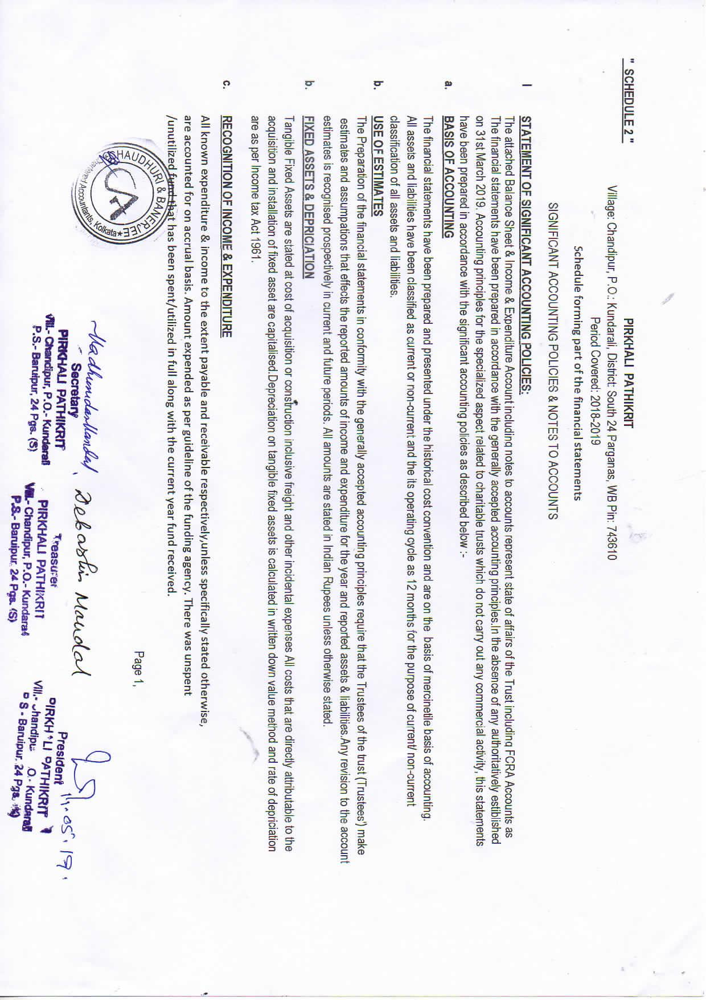 " SCHEDULE 2 "
PIRKHALI PATHIKRIT
Village: Chandipur, P.O.: Kundarali, District: South 24 Parganas, WB Pin: 743610
Period Covered: 2018-2019
Schedule forming part of the financial statements
SIGNIFICANT ACCOUNTING POLICIES & NOTES TO ACCOUNTS
I STATEMENT OF SIGNIFICANT ACCOUNTING POLICIES:
The attached Balance Sheet & Income & Expenditure Account including notes to accounts represent state of affairs of the Trust including FCRA Accounts as
The financial statements have been prepared in accordance with the generally accepted accounting principles.In the absence of any authoritatively estiblished
on 31st March 2019. Accounting principles for the specialized aspect related to charitable trusts which do not carry out any commercial activity, this statements
have been prepared in accordance with the significant accounting policies as described below :-
a. BASIS OF ACCOUNTING
The financial statements have been prepared and presented under the historical cost convention and are on the basis of mercinetile basis of accounting.
All assets and liabilities have been classified as current or non-current and the its operating cycle as 12 months for the purpose of current/ non-current
classification of all assets and liabilities.
b. USE OF ESTIMATES
The Preparation of the financial statements in conformity with the generally accepted accounting principles require that the Trustees of the trust (Trustees') make
estimates and assumpations that effects the reported amounts of income and expenditure for the year and reported assets & liabilities.Any revision to the account
estimates is recognised prospectively in current and future periods. All amounts are stated in Indian Rupees unless otherwise stated.
b. FIXED ASSETS & DEPRICIATION
Tangible Fixed Assets are stated at cost of acquisition or construction inclusive freight and other incidental expenses All costs that are directly attributable to the
acquisition and installation of fixed asset are capitalised.Depreciation on tangible fixed assets is calculated in written down value method and rate of depriciation
are as per Income tax Act 1961.
c. RECOGNITION OF INCOME & EXPENDITURE
All known expenditure & income to the extent payable and receivable respectively,unless specifically stated otherwise,
are accounted for on accrual basis. Amount expended as per guideline of the funding agency. There was unspent
/unutilized fund that has been spent/utilized in full along with the current year fund received.
Page 1,
CHAUDHURI & BANERJEE
Chartered Accountants, Kolkata
CA
Madhusudan Mandal
Secretary
PIRKHALI PATHIKRIT
Vill.- Chandipur, P.O.- Kundarali
P.S.- Baruipur, 24 Pgs. (S)
Debashis Mandal
Treasurer
PIRKHALI PATHIKRIT
Vill.- Chandipur, P.O.- Kundarali
P.S.- Baruipur, 24 Pgs. (S)
11.05.19.
President
PIRKHALI PATHIKRIT
Vill.- Chandipur P.O.- Kundarali
P S - Baruipur, 24 Pgs.